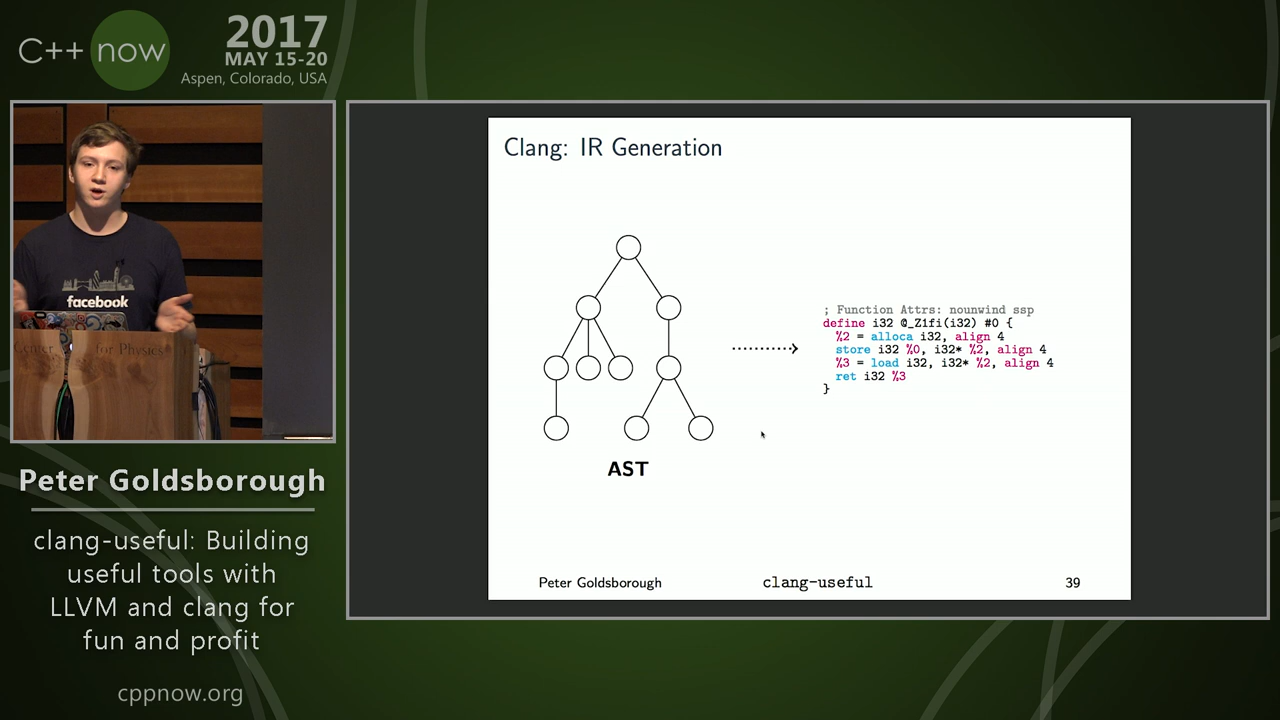 C++ now
2017
MAY 15-20
Aspen, Colorado, USA
facebook
Center for Physics
Peter Goldsborough
clang-useful: Building
useful tools with
LLVM and clang for
fun and profit
cppnow.org
Clang: IR Generation
; Function Attrs: nounwind ssp
define i32 @_Z1fi(i32) #0 {
%2 = alloca i32, align 4
store i32 %0, i32* %2, align 4
%3 = load i32, i32* %2, align 4
ret i32 %3
}
AST
Peter Goldsborough
clang-useful
39